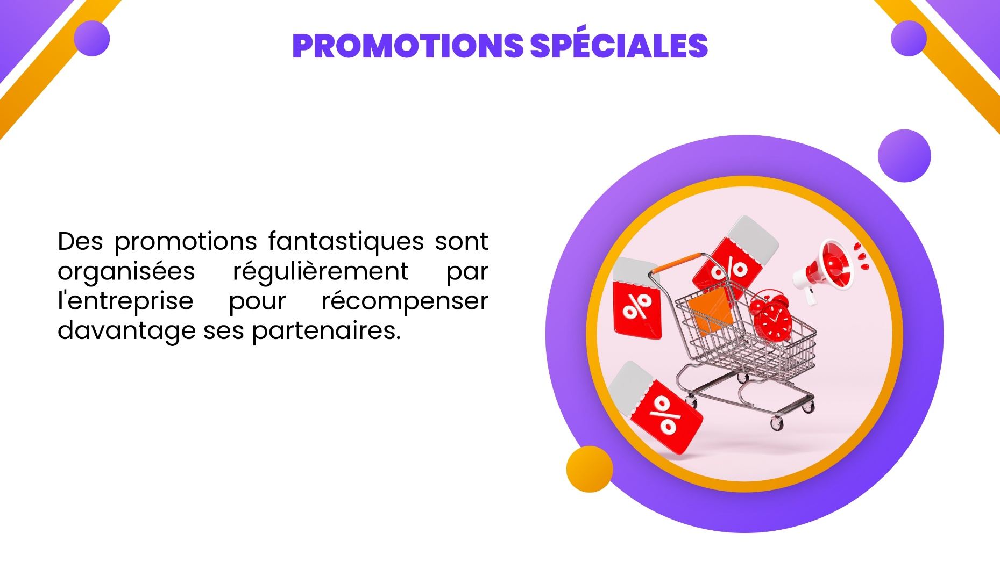 PROMOTIONS SPÉCIALES
Des promotions fantastiques sont
organisées régulièrement par
l'entreprise pour récompenser
davantage ses partenaires.
%
%
%